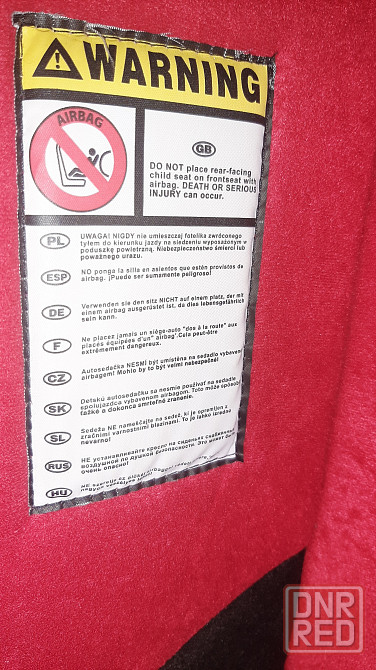 WARNING
AIRBAG
GB
DO NOT place rear-facing
child seat on frontseat with
airbag. DEATH OR SERIOUS
INJURY can occur.
PL
UWAGA! NIGDY nie umieszczaj fotelika zwróconego
tyłem do kierunku jazdy na siedzeniu wyposażonym w
poduszkę powietrzną. Niebezpieczeństwo śmierci lub
poważnego urazu.
ESP
NO ponga la silla en asientos que estén provistos de
airbag. ¡Puede ser sumamente peligroso!
DE
Verwenden sie den sitz NICHT auf einem platz, der mit
einem airbag ausgerüstet ist, da dies lebensgefährlich
sein kann.
F
Ne placez jamais un siège-auto "dos à la route" aux
places équipées d'un" airbag'.Cela peut-être
extrêmement dangereux.
CZ
Autosedačka NESMÍ být umístěna na sedadlo vybavené
airbagem! Mohlo by to být velmi nebezpečné!
SK
Detskú autosedačku sa nesmie používať na sedadle
spolujazdca vybavenom airbagom. Toto môže spôsobiť
ťažké a dokonca smrteľné zranenie.
SL
Sedeža NE nameščajte na sedež, ki je opremljen z
zračnimi varnostnimi blazinami. To je lahko izredno
nevarno!
RUS
НЕ устанавливайте кресло на сиденьях снабженных
воздушной по душкой безопасности. Это может быть
очень опасно!
HU
NE szerelje az
DNR
RED